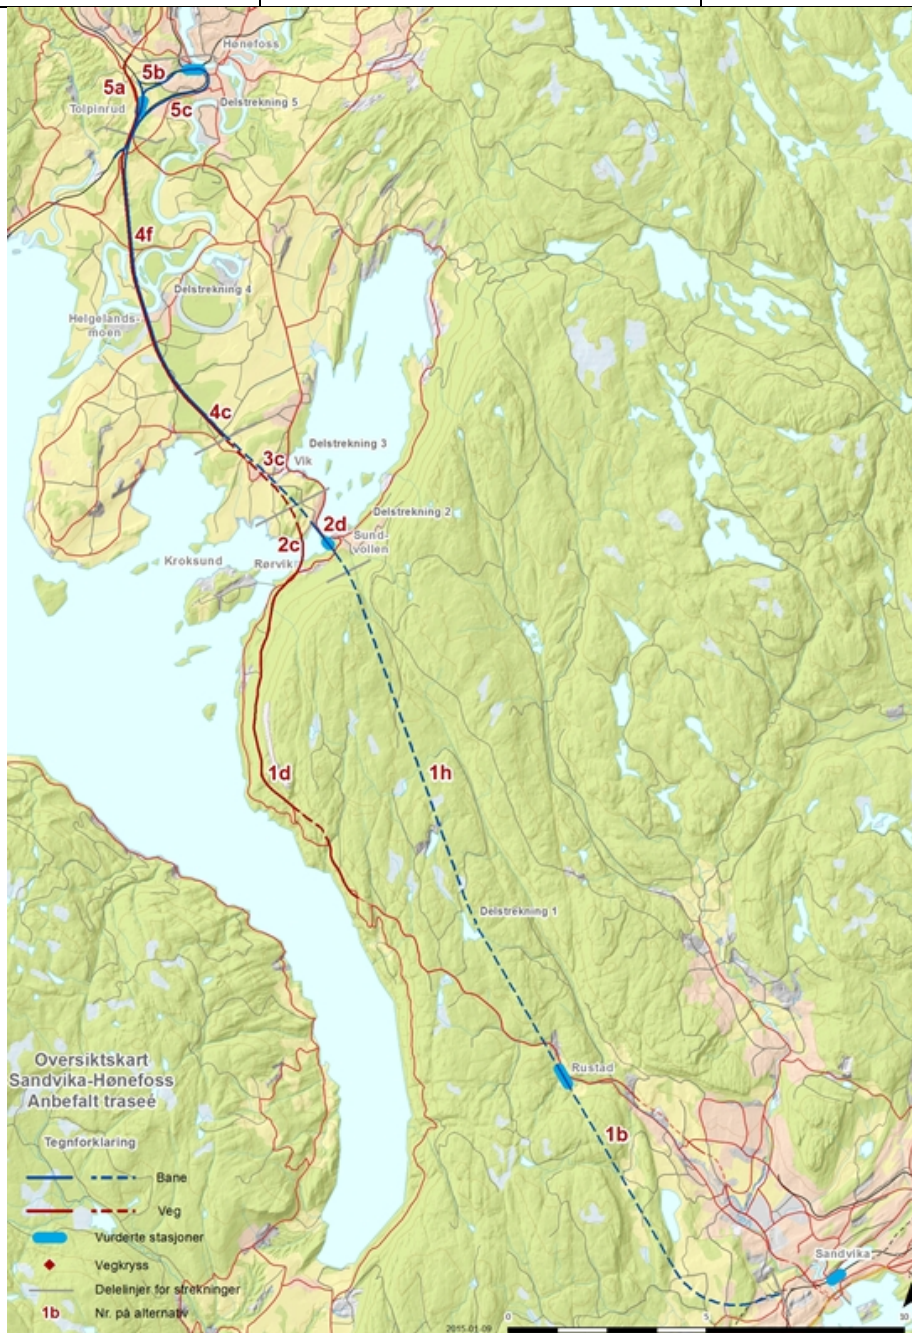 Hønefoss
5b
5a
Tolpinrud
5c
Delstrekning 5
4f
Delstrekning 4
Helgelands-
moen
4c
Delstrekning 3
3c
Vik
Delstrekning 2
2d
Sund-
vollen
2c
Kroksund
Rørvik
1d
1h
Delstrekning 1
Rustad
1b
Sandvika
Oversiktskart
Sandvika-Hønefoss
Anbefalt traseé
Tegnforklaring
Bane
Veg
Vurderte stasjoner
Vegkryss
Delelinjer for strekninger
1b Nr. på alternativ
2015-01-09
0 5 10